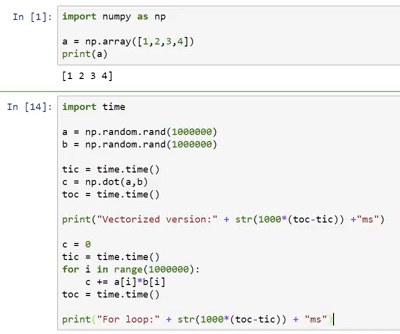 In [1]: import numpy as np
a = np.array([1,2,3,4])
print(a)
[1 2 3 4]
In [14]: import time
a = np.random.rand(1000000)
b = np.random.rand(1000000)
tic = time.time()
c = np.dot(a,b)
toc = time.time()
print("Vectorized version:" + str(1000*(toc-tic)) +"ms")
c = 0
tic = time.time()
for i in range(1000000):
    c += a[i]*b[i]
toc = time.time()
print("For loop:" + str(1000*(toc-tic)) + "ms")